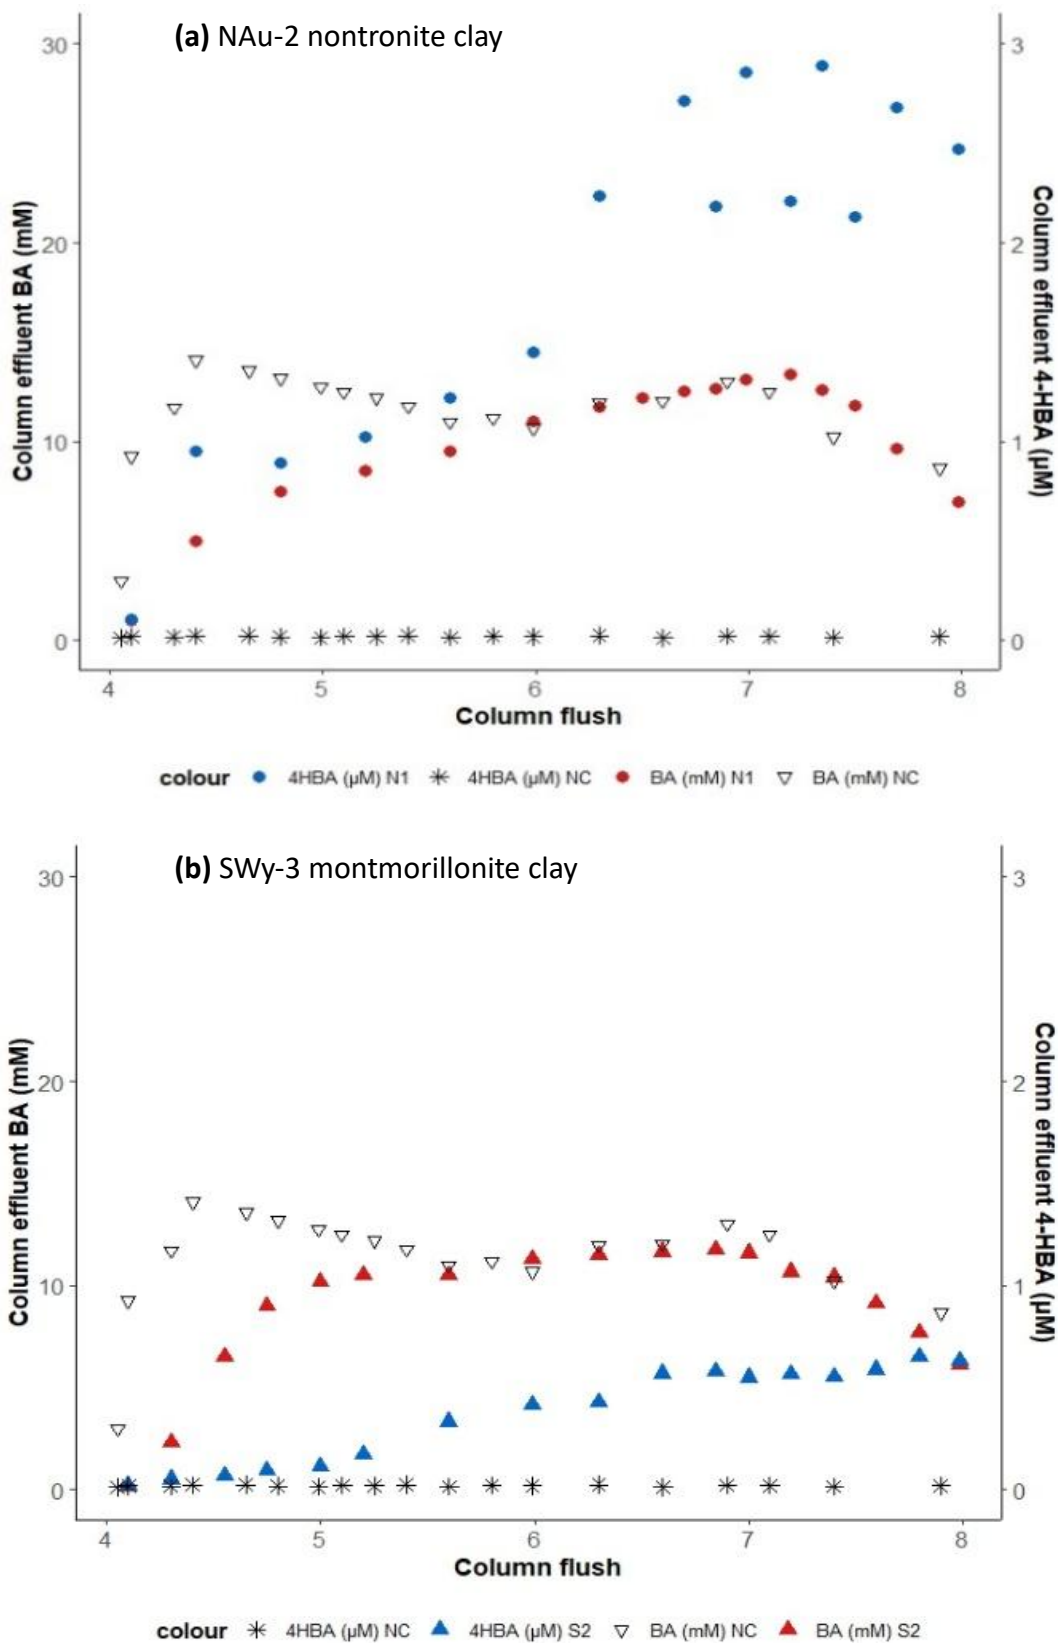 (a) NAu-2 nontronite clay
30
20
10
0
3
2
1
0
Column effluent BA (mM)
Column effluent 4-HBA (µM)
4 5 6 7 8
Column flush
colour 4HBA (µM) N1 4HBA (µM) NC BA (mM) N1 BA (mM) NC
(b) SWy-3 montmorillonite clay
30
20
10
0
3
2
1
0
Column effluent BA (mM)
Column effluent 4-HBA (µM)
4 5 6 7 8
Column flush
colour 4HBA (µM) NC 4HBA (µM) S2 BA (mM) NC BA (mM) S2